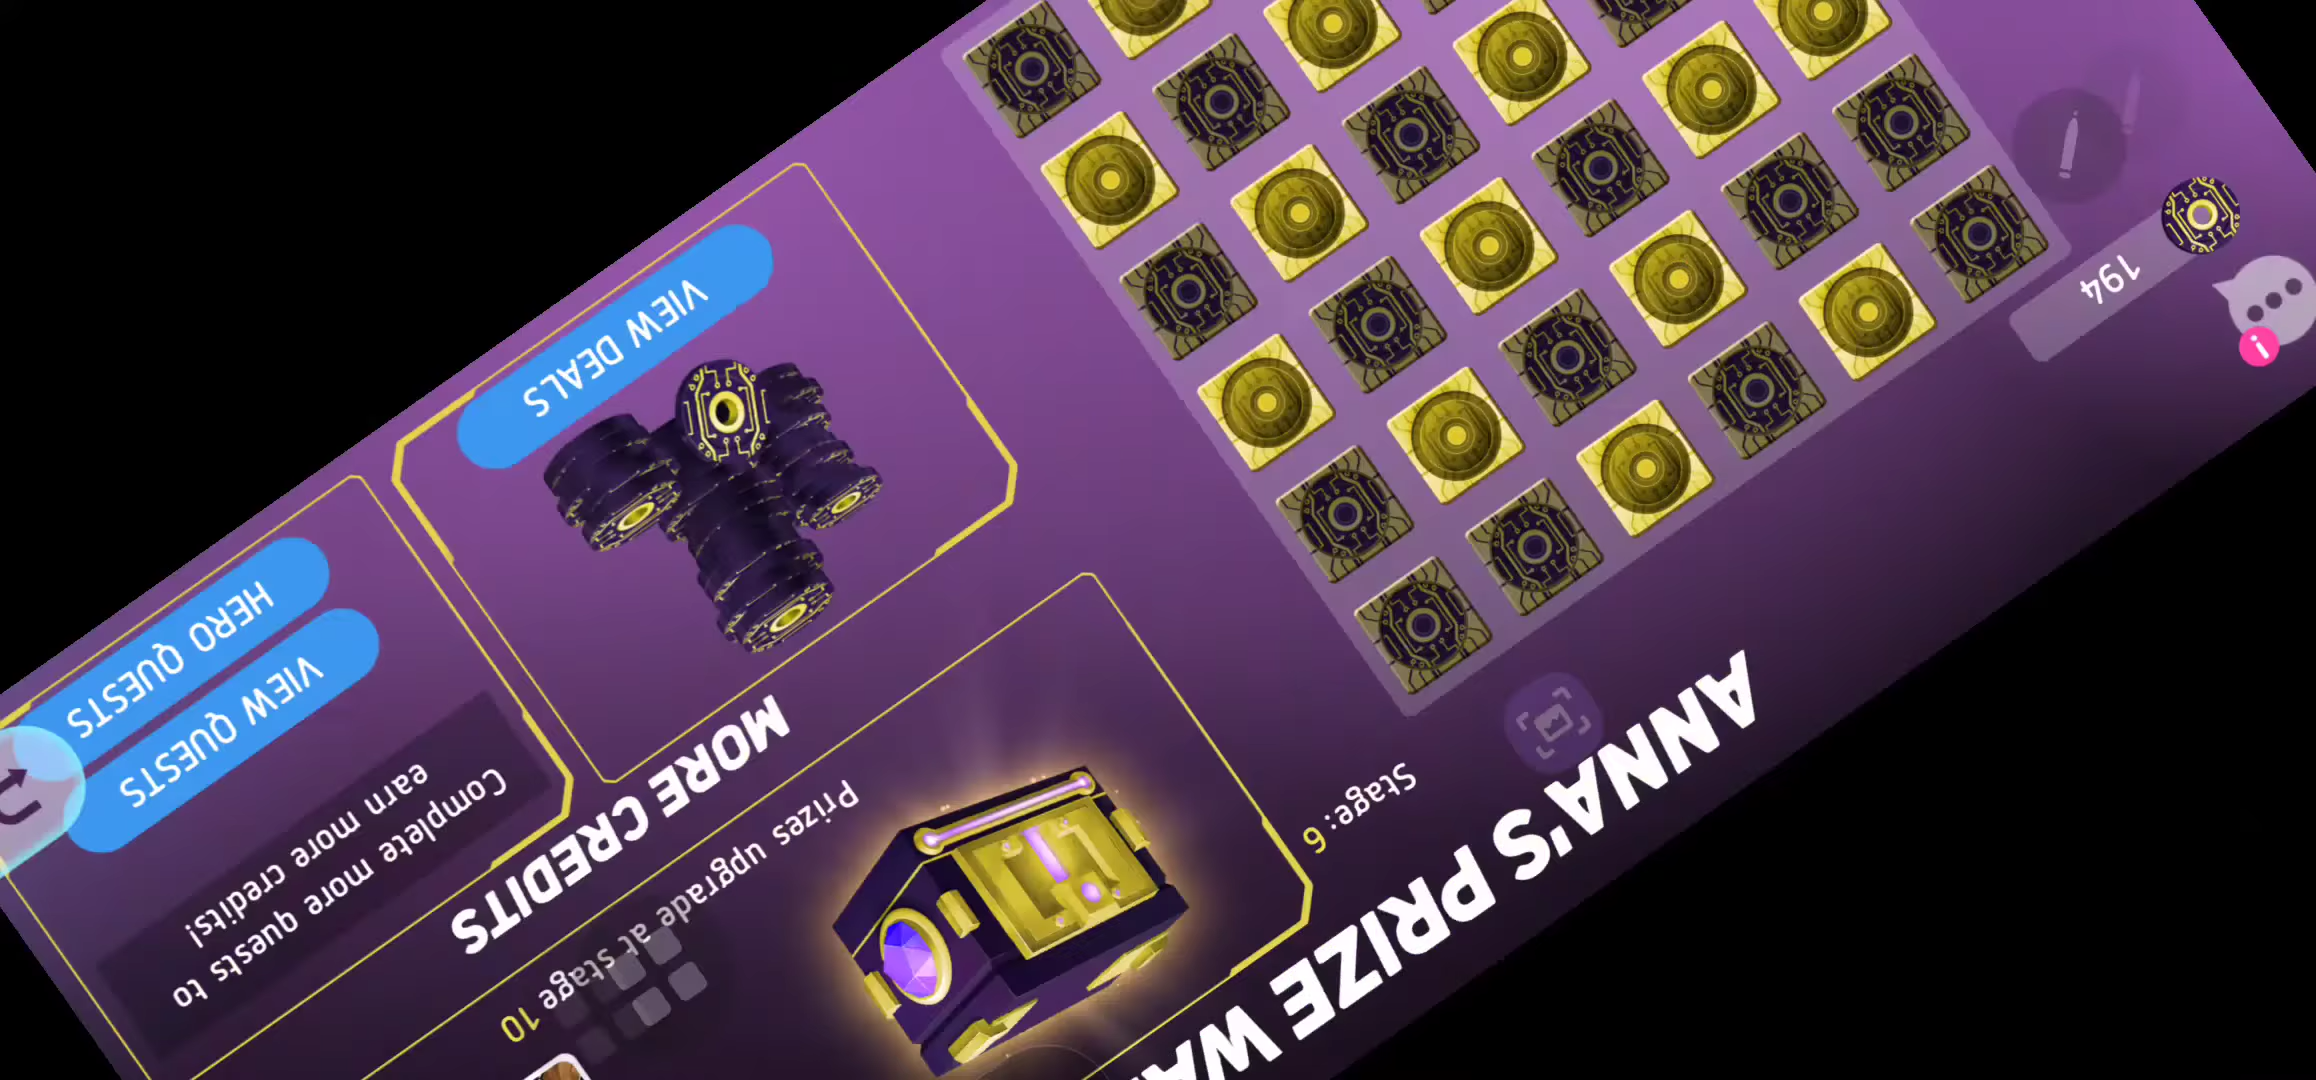 ANNA'S PRIZE WA
Stage: 6
194
Prizes upgrade at stage 10
MORE CREDITS
VIEW DEALS
Complete more quests to
earn more credits!
VIEW QUESTS
HERO QUESTS